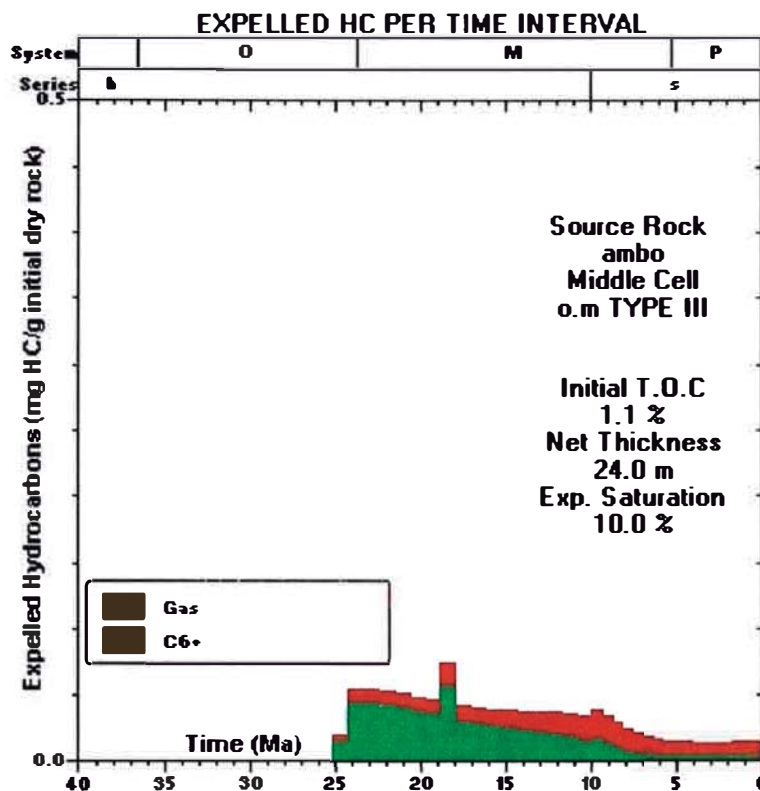 EXPELLED HC PER TIME INTERVAL
System O M P
Series b s
0.5
Expelled Hydrocarbons (mg HC/g initial dry rock)
Source Rock
ambo
Middle Cell
o.m TYPE III
Initial T.O.C
1.1 %
Net Thickness
24.0 m
Exp. Saturation
10.0 %
Gas
C6+
Time (Ma)
0.0
40 35 30 25 20 15 10 5 0